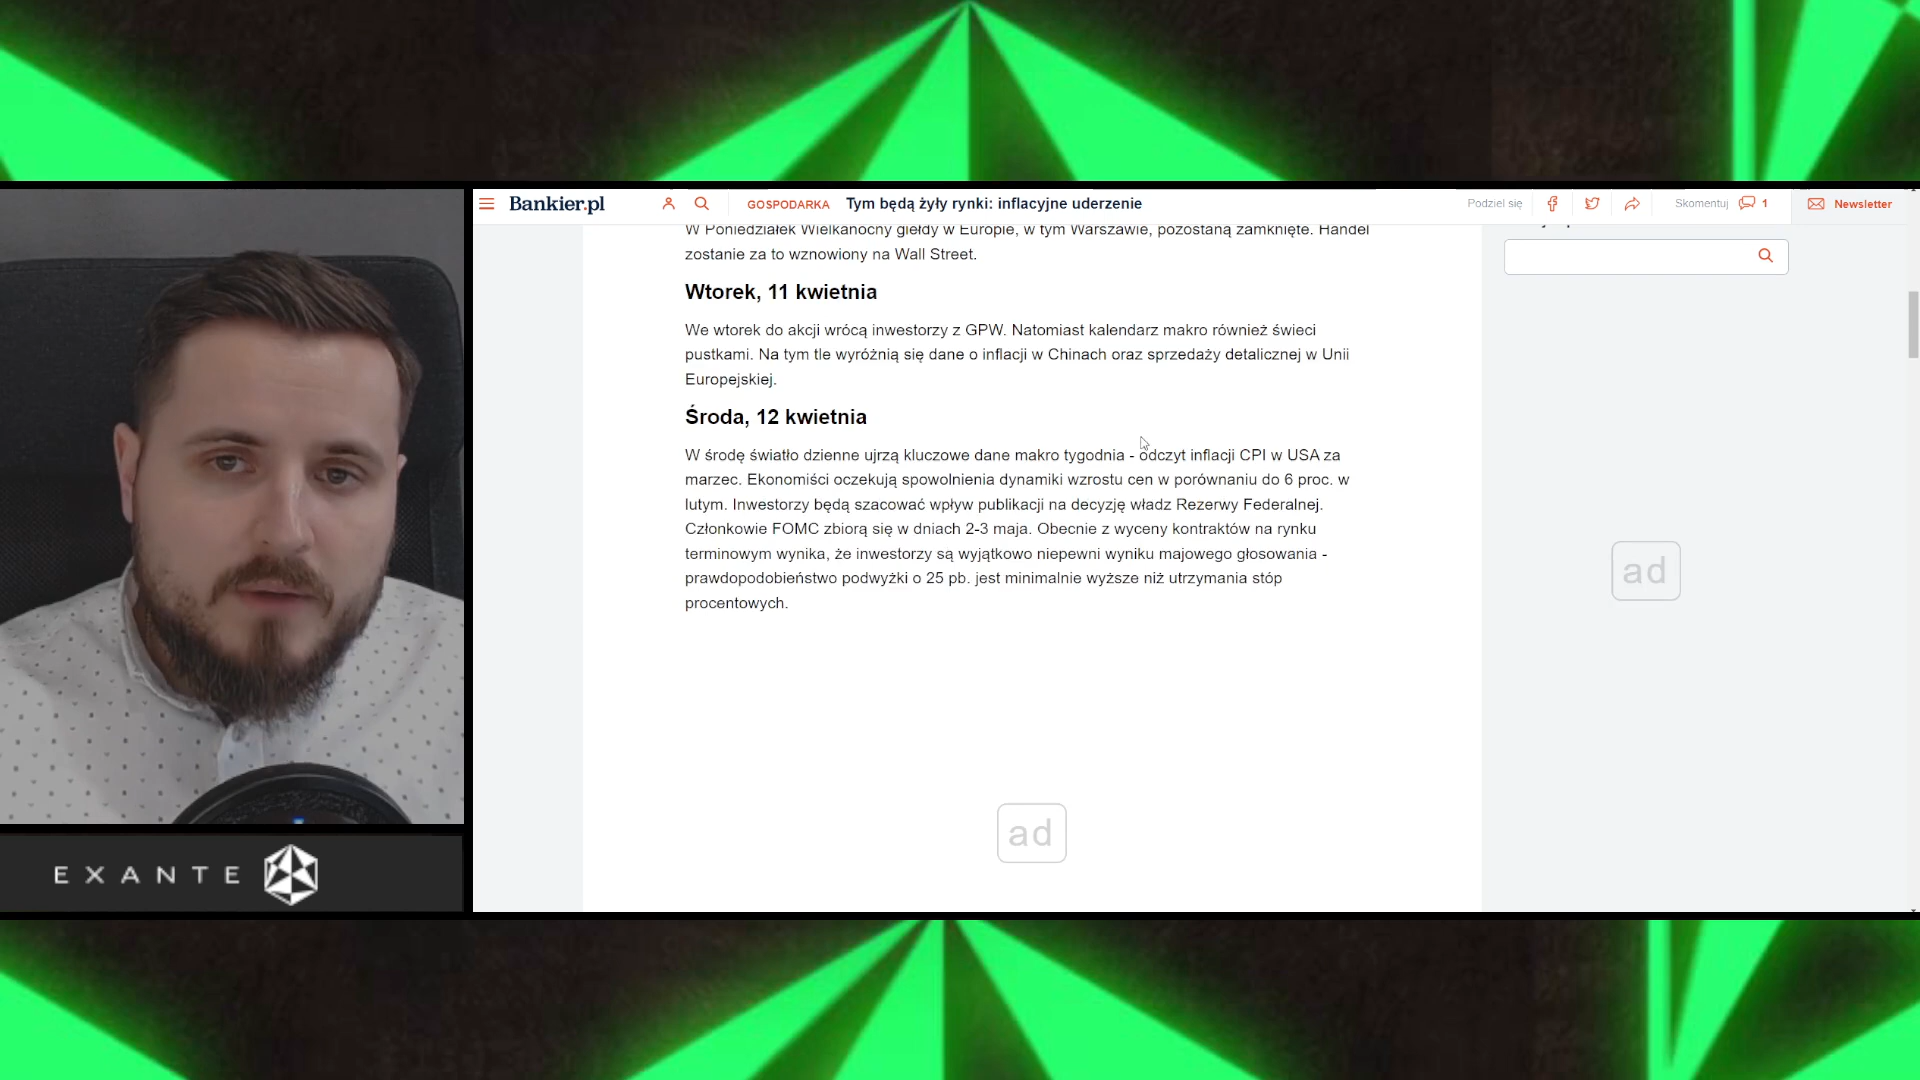 Bankier.pl
GOSPODARKA
Tym będą żyły rynki: inflacyjne uderzenie
Podziel się
Skomentuj
1
Newsletter
W Poniedziałek Wielkanocny giełdy w Europie, w tym Warszawie, pozostaną zamknięte. Handel
zostanie za to wznowiony na Wall Street.
Wtorek, 11 kwietnia
We wtorek do akcji wrócą inwestorzy z GPW. Natomiast kalendarz makro również świeci
pustkami. Na tym tle wyróżnią się dane o inflacji w Chinach oraz sprzedaży detalicznej w Unii
Europejskiej.
Środa, 12 kwietnia
W środę światło dzienne ujrzą kluczowe dane makro tygodnia - odczyt inflacji CPI w USA za
marzec. Ekonomiści oczekują spowolnienia dynamiki wzrostu cen w porównaniu do 6 proc. w
lutym. Inwestorzy będą szacować wpływ publikacji na decyzję władz Rezerwy Federalnej.
Członkowie FOMC zbiorą się w dniach 2-3 maja. Obecnie z wyceny kontraktów na rynku
terminowym wynika, że inwestorzy są wyjątkowo niepewni wyniku majowego głosowania -
prawdopodobieństwo podwyżki o 25 pb. jest minimalnie wyższe niż utrzymania stóp
procentowych.
ad
ad
EXANTE